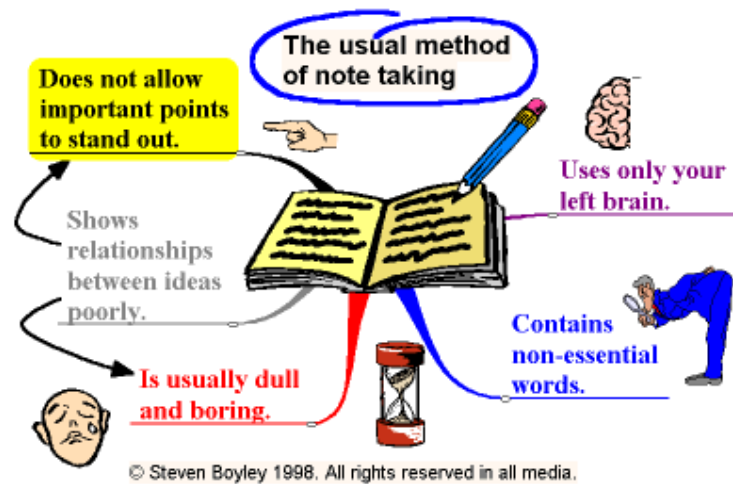 The usual method
of note taking
Does not allow
important points
to stand out.
Uses only your
left brain.
Shows
relationships
between ideas
poorly.
Contains
non-essential
words.
Is usually dull
and boring.
© Steven Boyley 1998. All rights reserved in all media.